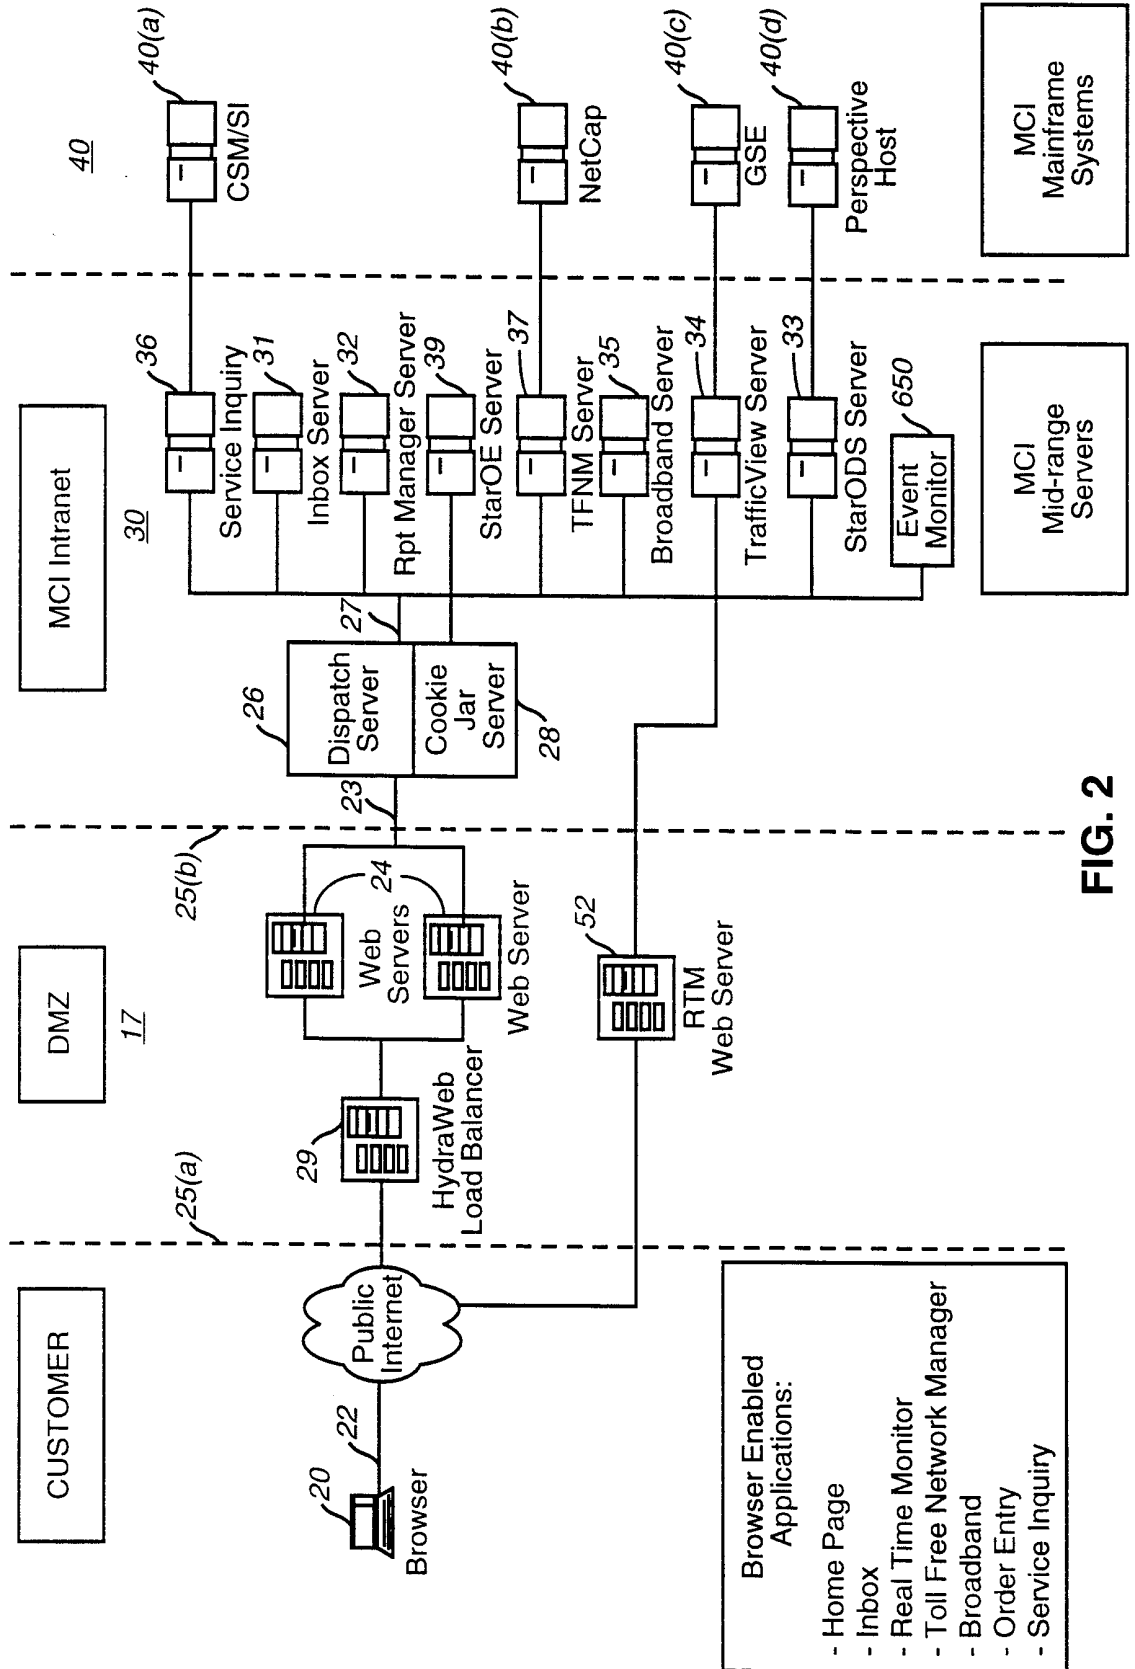 CUSTOMER
DMZ
17
MCI Intranet
30
40
25(a)
25(b)
20
Browser
22
Public
Internet
29
HydraWeb
Load Balancer
24
Web
Servers
Web Server
52
RTM
Web Server
23
26
Dispatch
Server
Cookie
Jar
Server
28
27
36
Service Inquiry
31
Inbox Server
32
Rpt Manager Server
39
StarOE Server
37
TFNM Server
35
Broadband Server
34
TrafficView Server
33
StarODS Server
650
Event
Monitor
40(a)
CSM/SI
40(b)
NetCap
40(c)
GSE
40(d)
Perspective
Host
Browser Enabled
Applications:
- Home Page
- Inbox
- Real Time Monitor
- Toll Free Network Manager
- Broadband
- Order Entry
- Service Inquiry
MCI
Mid-range
Servers
MCI
Mainframe
Systems
FIG. 2